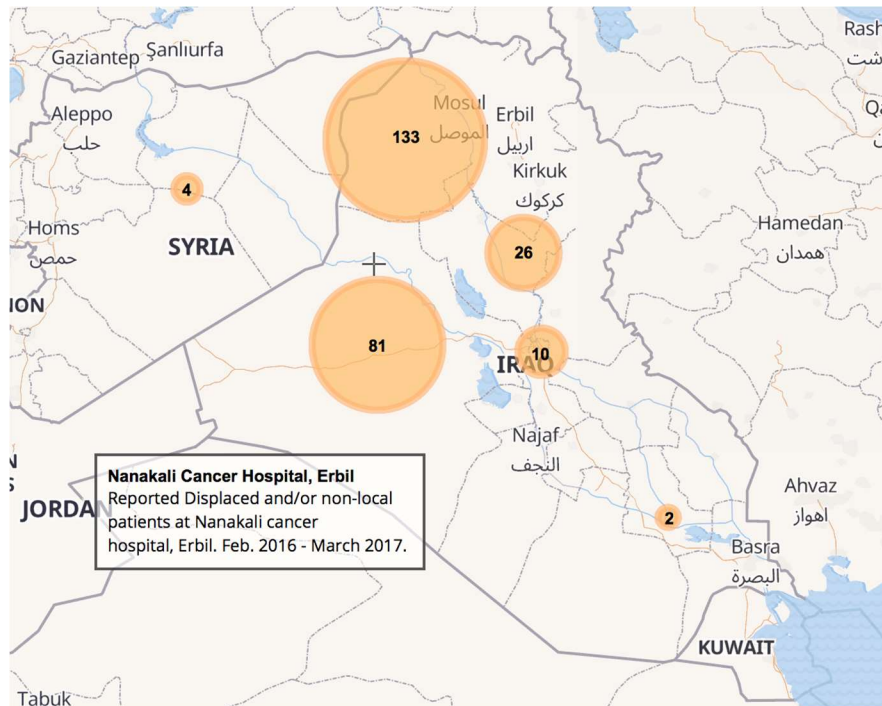 Gaziantep
Şanlıurfa
Aleppo
حلب
Mosul
الموصل
Erbil
اربيل
133
Kirkuk
كركوك
4
Homs
حمص
SYRIA
26
Hamedan
همدان
81
10
IRAQ
Najaf
النجف
Nanakali Cancer Hospital, Erbil
Reported Displaced and/or non-local
patients at Nanakali cancer
hospital, Erbil. Feb. 2016 - March 2017.
JORDAN
Ahvaz
اهواز
2
Basra
البصرة
KUWAIT
Tabuk